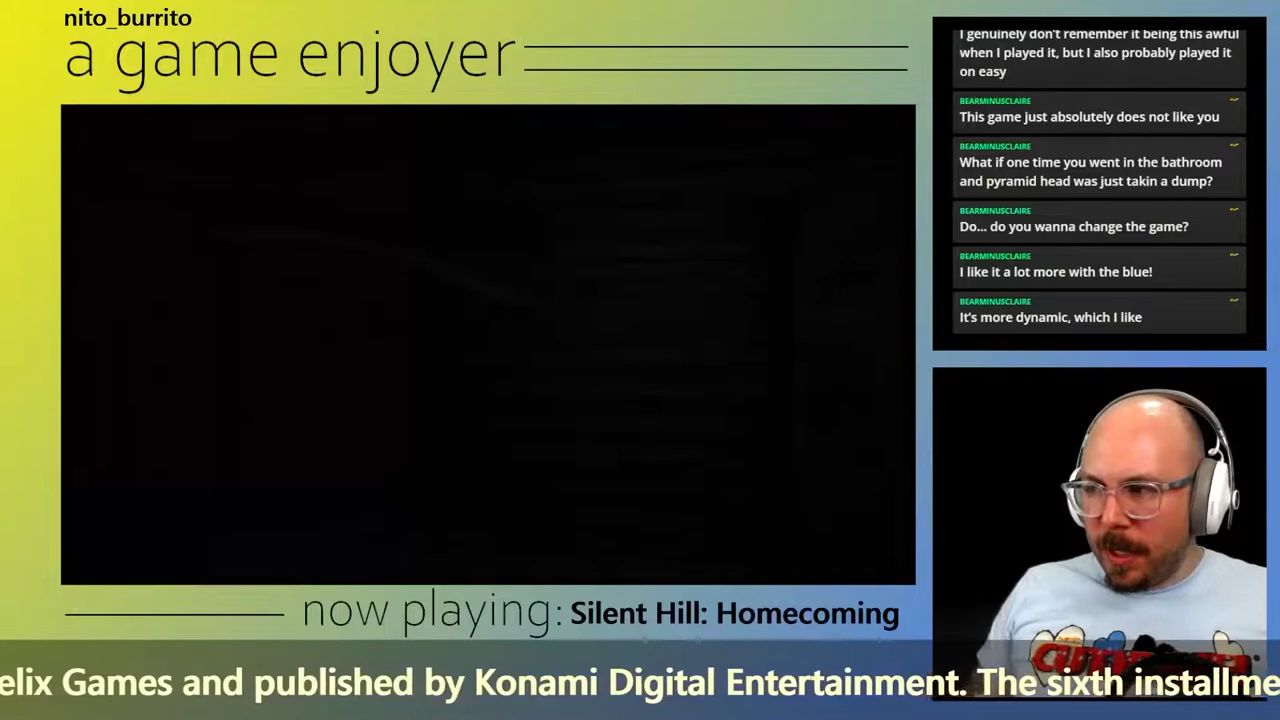 nito_burrito
a game enjoyer
I genuinely don't remember it being this awful
when I played it, but I also probably played it
on easy
BEARMINUSCLAIRE
This game just absolutely does not like you
BEARMINUSCLAIRE
What if one time you went in the bathroom
and pyramid head was just takin a dump?
BEARMINUSCLAIRE
Do... do you wanna change the game?
BEARMINUSCLAIRE
I like it a lot more with the blue!
BEARMINUSCLAIRE
It's more dynamic, which I like
now playing: Silent Hill: Homecoming
elix Games and published by Konami Digital Entertainment. The sixth installme